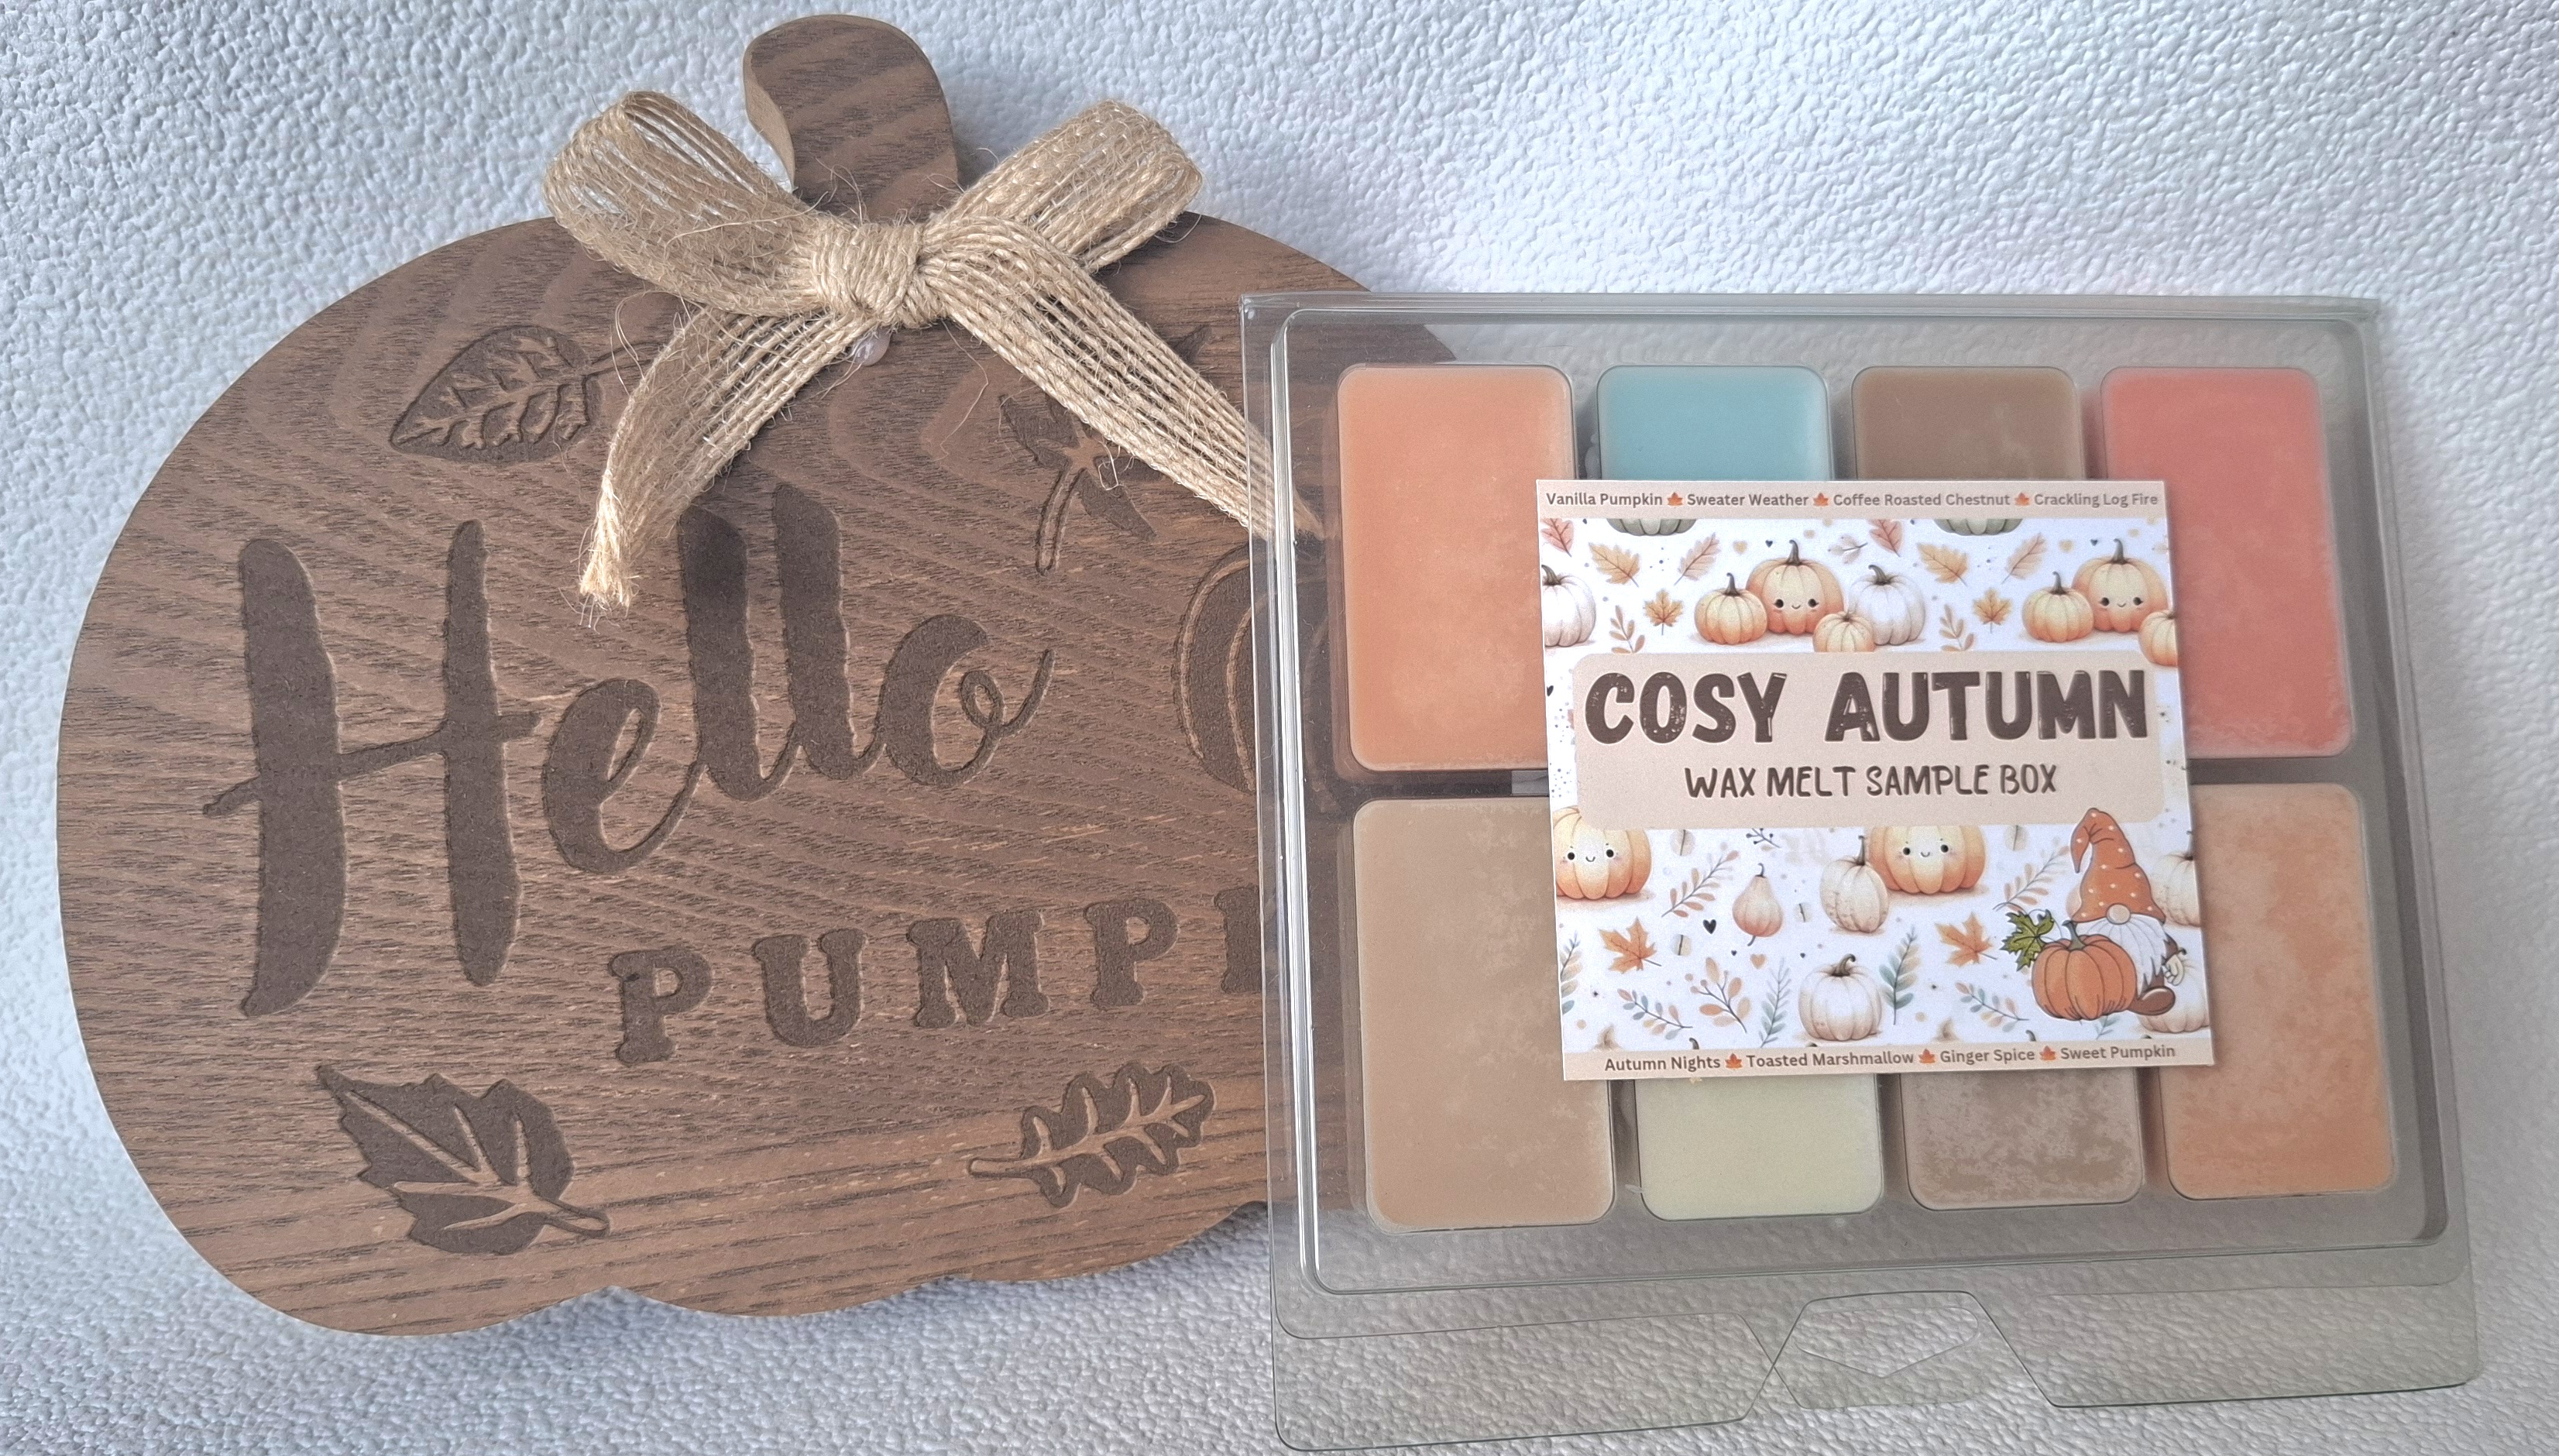 Hello
PUMP
Vanilla Pumpkin 🍁 Sweater Weather 🍁 Coffee Roasted Chestnut 🍁 Crackling Log Fire
COSY AUTUMN
WAX MELT SAMPLE BOX
Autumn Nights 🍁 Toasted Marshmallow 🍁 Ginger Spice 🍁 Sweet Pumpkin